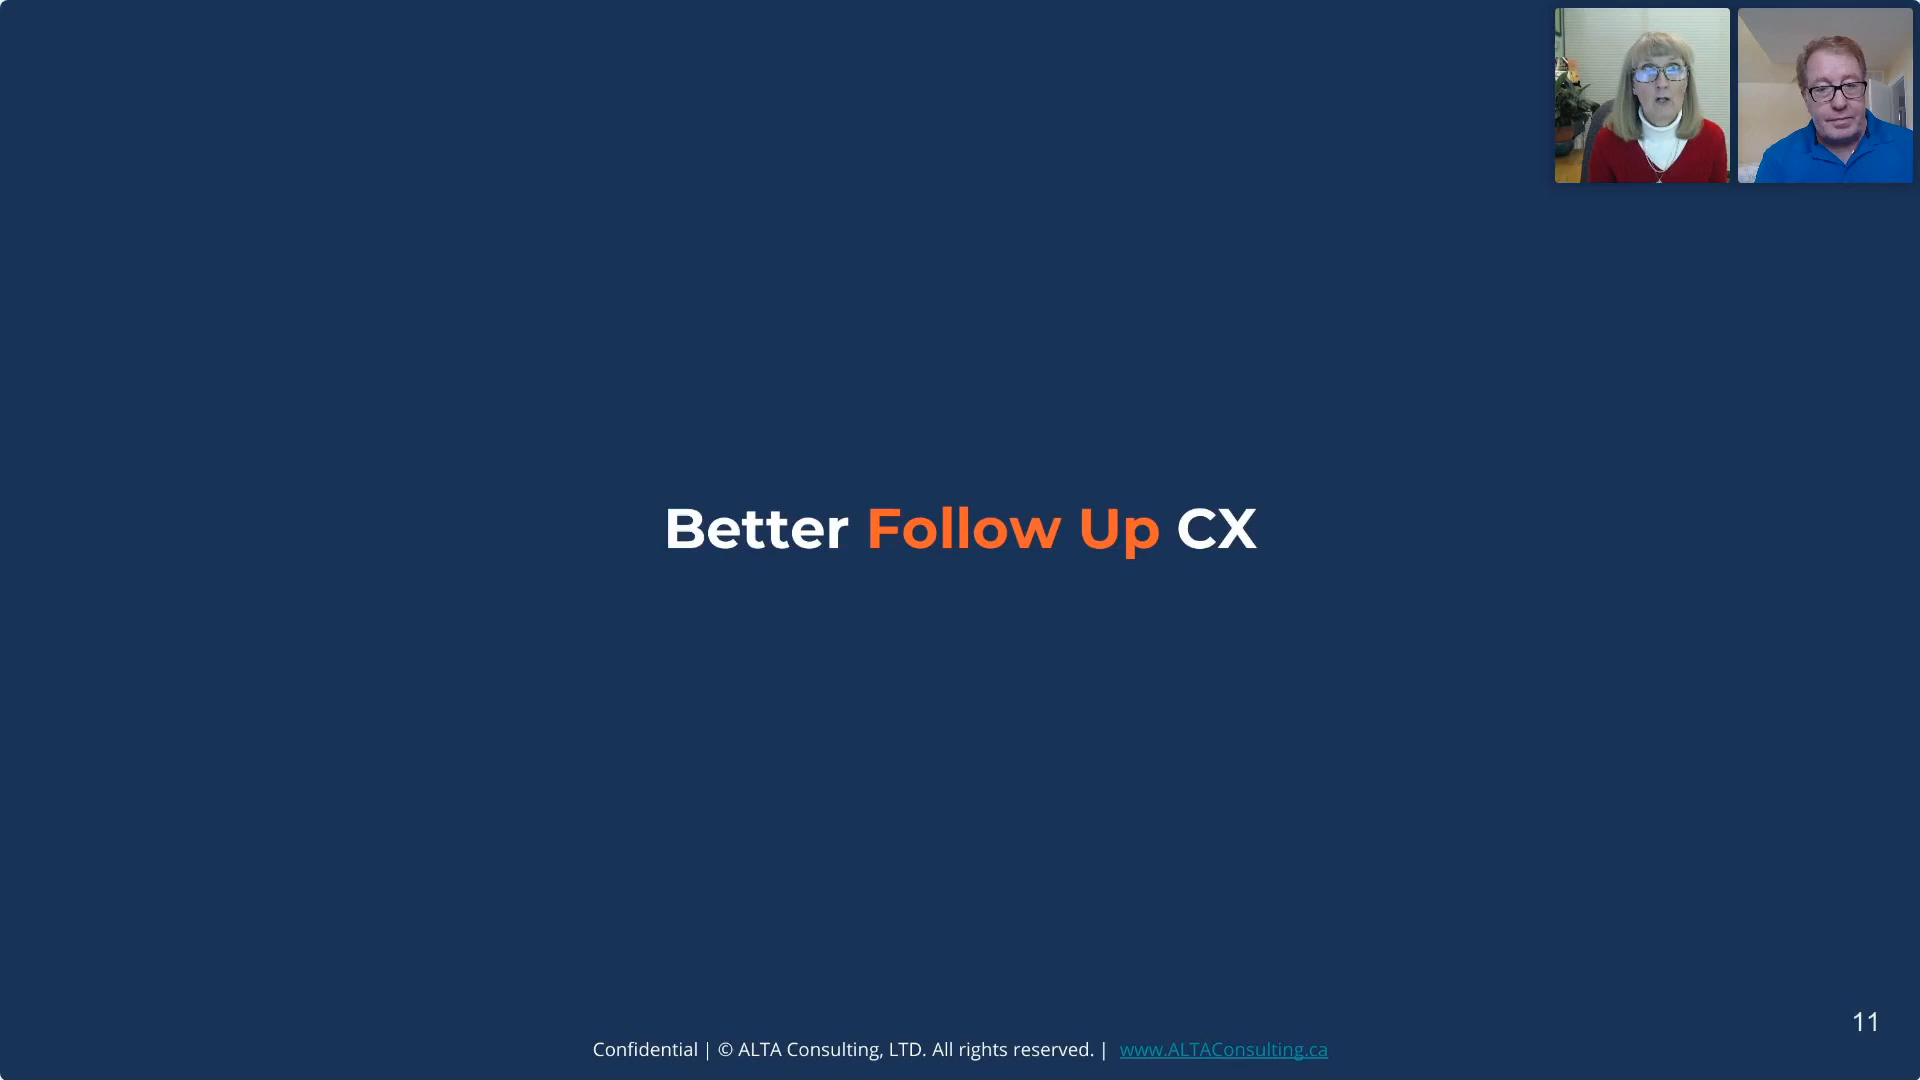 Better Follow Up CX
11
Confidential | © ALTA Consulting, LTD. All rights reserved. | www.ALTAConsulting.ca